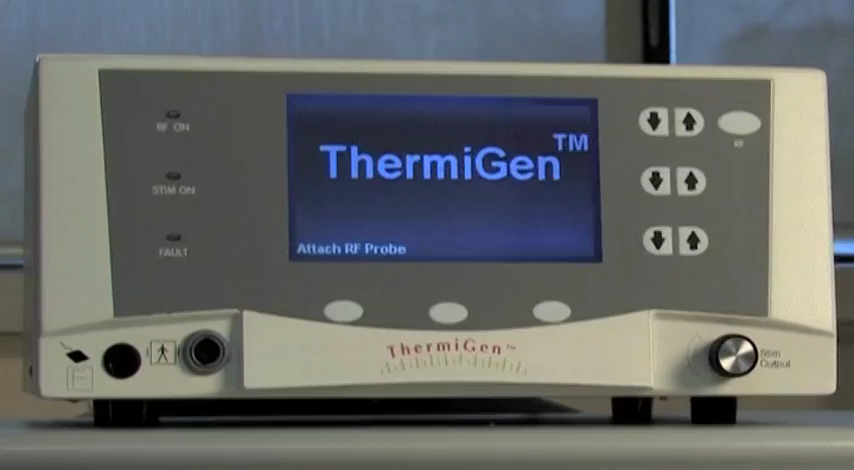 ThermiGen™
Attach RF Probe
RF ON
STIM ON
FAULT
RF
ThermiGen™
Stim
Output